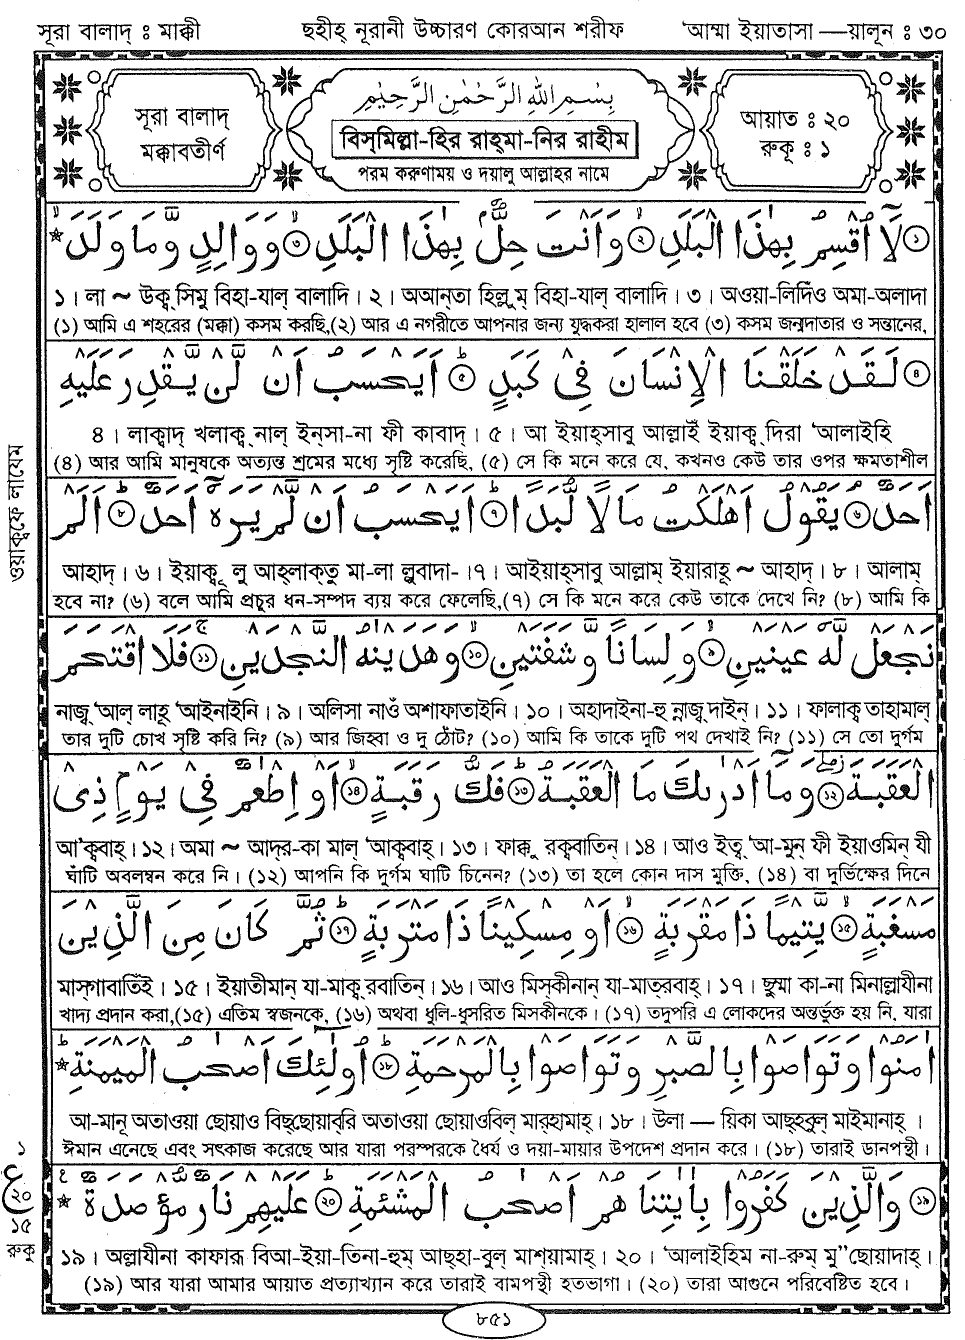 সূরা বালাদ্ ঃ মাক্কী ছহীহ্ নূরানী উচ্চারণ কোরআন শরীফ 'আম্মা ইয়াতাসা —য়ালূন ঃ ৩০
সূরা বালাদ্
মক্কাবতীর্ণ
بِسْمِ اللهِ الرَّحْمٰنِ الرَّحِيْمِ
বিস্মিল্লা-হির রাহ্মা-নির রাহীম
পরম করুণাময় ও দয়ালু আল্লাহর নামে
আয়াত ঃ ২০
রুকু ঃ ১
① لَآ اُقْسِمُ بِهٰذَا الْبَلَدِ ② وَاَنْتَ حِلٌّۢ بِهٰذَا الْبَلَدِ ③ وَوَالِدٍ وَّمَا وَلَدَ
১। লা ~ উক্ব্সিমু বিহা-যাল্ বালাদি। ২। অআন্তা হিল্লুম্ বিহা-যাল্ বালাদি। ৩। অওয়া-লিদিঁও অমা-অলাদা
(১) আমি এ শহরের (মক্কা) কসম করছি,(২) আর এ নগরীতে আপনার জন্য যুদ্ধকরা হালাল হবে (৩) কসম জন্মদাতার ও সন্তানের,
④ لَقَدْ خَلَقْنَا الْاِنْسَانَ فِيْ كَبَدٍ ⑤ اَيَحْسَبُ اَنْ لَّنْ يَّقْدِرَ عَلَيْهِ
৪। লাক্বাদ্ খলাক্ব্ নাল্ ইন্সা-না ফী কাবাদ্। ৫। আ ইয়াহ্সাবু আল্লাইঁ ইয়াক্ব্ দিরা 'আলাইহি
(৪) আর আমি মানুষকে অত্যন্ত শ্রমের মধ্যে সৃষ্টি করেছি, (৫) সে কি মনে করে যে, কখনও কেউ তার ওপর ক্ষমতাশীল
اَحَدٌ ⑥ يَقُوْلُ اَهْلَكْتُ مَا لًا لُّبَدًا ⑦ اَيَحْسَبُ اَنْ لَّمْ يَرَهٗٓ اَحَدٌ ⑧ اَلَمْ
আহাদ্। ৬। ইয়াক্বূ লু আহ্লাক্তু মা-লা ল্লুবাদা-।৭। আইয়াহ্সাবু আল্লাম্ ইয়ারাহূ ~ আহাদ্। ৮। আলাম্
হবে না? (৬) বলে আমি প্রচুর ধন-সম্পদ ব্যয় করে ফেলেছি,(৭) সে কি মনে করে কেউ তাকে দেখে নি? (৮) আমি কি
نَجْعَلْ لَّهٗ عَيْنَيْنِ ⑨ وَلِسَانًا وَّشَفَتَيْنِ ⑩ وَهَدَيْنٰهُ النَّجْدَيْنِ ⑪ فَلَا اقْتَحَمَ
নাজ্ব্ 'আল্ লাহূ 'আইনাইনি। ৯। অলিসা নাওঁ অশাফাতাইনি। ১০। অহাদাইনা-হু ন্নাজ্ব্ দাইন্। ১১। ফালাক্ব্ তাহামাল্
তার দুটি চোখ সৃষ্টি করি নি? (৯) আর জিহ্বা ও দু ঠোঁট? (১০) আমি কি তাকে দুটি পথ দেখাই নি? (১১) সে তো দুর্গম
الْعَقَبَةَ ⑫ وَمَآ اَدْرٰىكَ مَا الْعَقَبَةُ ⑬ فَكُّ رَقَبَةٍ ⑭ اَوْ اِطْعٰمٌ فِيْ يَوْمٍ ذِيْ
আ'ক্ববাহ্। ১২। অমা ~ আদ্র-কা মাল্ 'আক্ববাহ্। ১৩। ফাক্কু রক্ববাতিন্। ১৪। আও ইত্ব্ 'আ-মুন্ ফী ইয়াওমিন যী
ঘাঁটি অবলম্বন করে নি। (১২) আপনি কি দুর্গম ঘাটি চিনেন? (১৩) তা হলে কোন দাস মুক্তি, (১৪) বা দুর্ভিক্ষের দিনে
مَسْغَبَةٍ ⑮ يَّتِيْمًا ذَا مَقْرَبَةٍ ⑯ اَوْ مِسْكِيْنًا ذَا مَتْرَبَةٍ ⑰ ثُمَّ كَانَ مِنَ الَّذِيْنَ
মাস্গাবাতিঁই। ১৫। ইয়াতীমান্ যা-মাক্ব্ রবাতিন্। ১৬। আও মিস্কীনান্ যা-মাত্রবাহ্। ১৭। ছুম্মা কা-না মিনাল্লাযীনা
খাদ্য প্রদান করা,(১৫) এতিম স্বজনকে, (১৬) অথবা ধুলি-ধুসরিত মিসকীনকে। (১৭) তদুপরি এ লোকদের অন্তর্ভুক্ত হয় নি, যারা
اٰمَنُوْا وَتَوَاصَوْا بِالصَّبْرِ وَتَوَاصَوْا بِالْمَرْحَمَةِ ⑱ اُولٰٓئِكَ اَصْحٰبُ الْمَيْمَنَةِ
আ-মানূ অতাওয়া ছোয়াও বিছ্ছোয়াব্রি অতাওয়া ছোয়াওবিল্ মার্হামাহ্। ১৮। উলা — য়িকা আছ্হবুল্ মাইমানাহ্।
ঈমান এনেছে এবং সৎকাজ করেছে আর যারা পরস্পরকে ধৈর্য ও দয়া-মায়ার উপদেশ প্রদান করে। (১৮) তারাই ডানপন্থী।
⑲ وَالَّذِيْنَ كَفَرُوْا بِاٰيٰتِنَا هُمْ اَصْحٰبُ الْمَشْئَمَةِ ⑳ عَلَيْهِمْ نَارٌ مُّؤْصَدَةٌ
১৯। অল্লাযীনা কাফারূ বিআ-ইয়া-তিনা-হুম্ আছ্হা-বুল্ মাশ্য়ামাহ্। ২০। 'আলাইহিম না-রুম্ মু"ছোয়াদাহ্।
(১৯) আর যারা আমার আয়াত প্রত্যাখ্যান করে তারাই বামপন্থী হতভাগা। (২০) তারা আগুনে পরিবেষ্টিত হবে।
ওয়াক্বফে লাযেম
১
ع
২০
১৫
রুকু
৮৫১